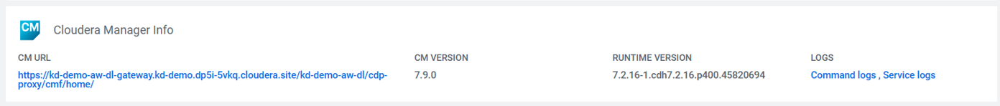 CM
Cloudera Manager Info
CM URL
CM VERSION
RUNTIME VERSION
LOGS
https://kd-demo-aw-dl-gateway.kd-demo.dp5i-5vkq.cloudera.site/kd-demo-aw-dl/cdp-
proxy/cmf/home/
7.9.0
7.2.16-1.cdh7.2.16.p400.45820694
Command logs , Service logs